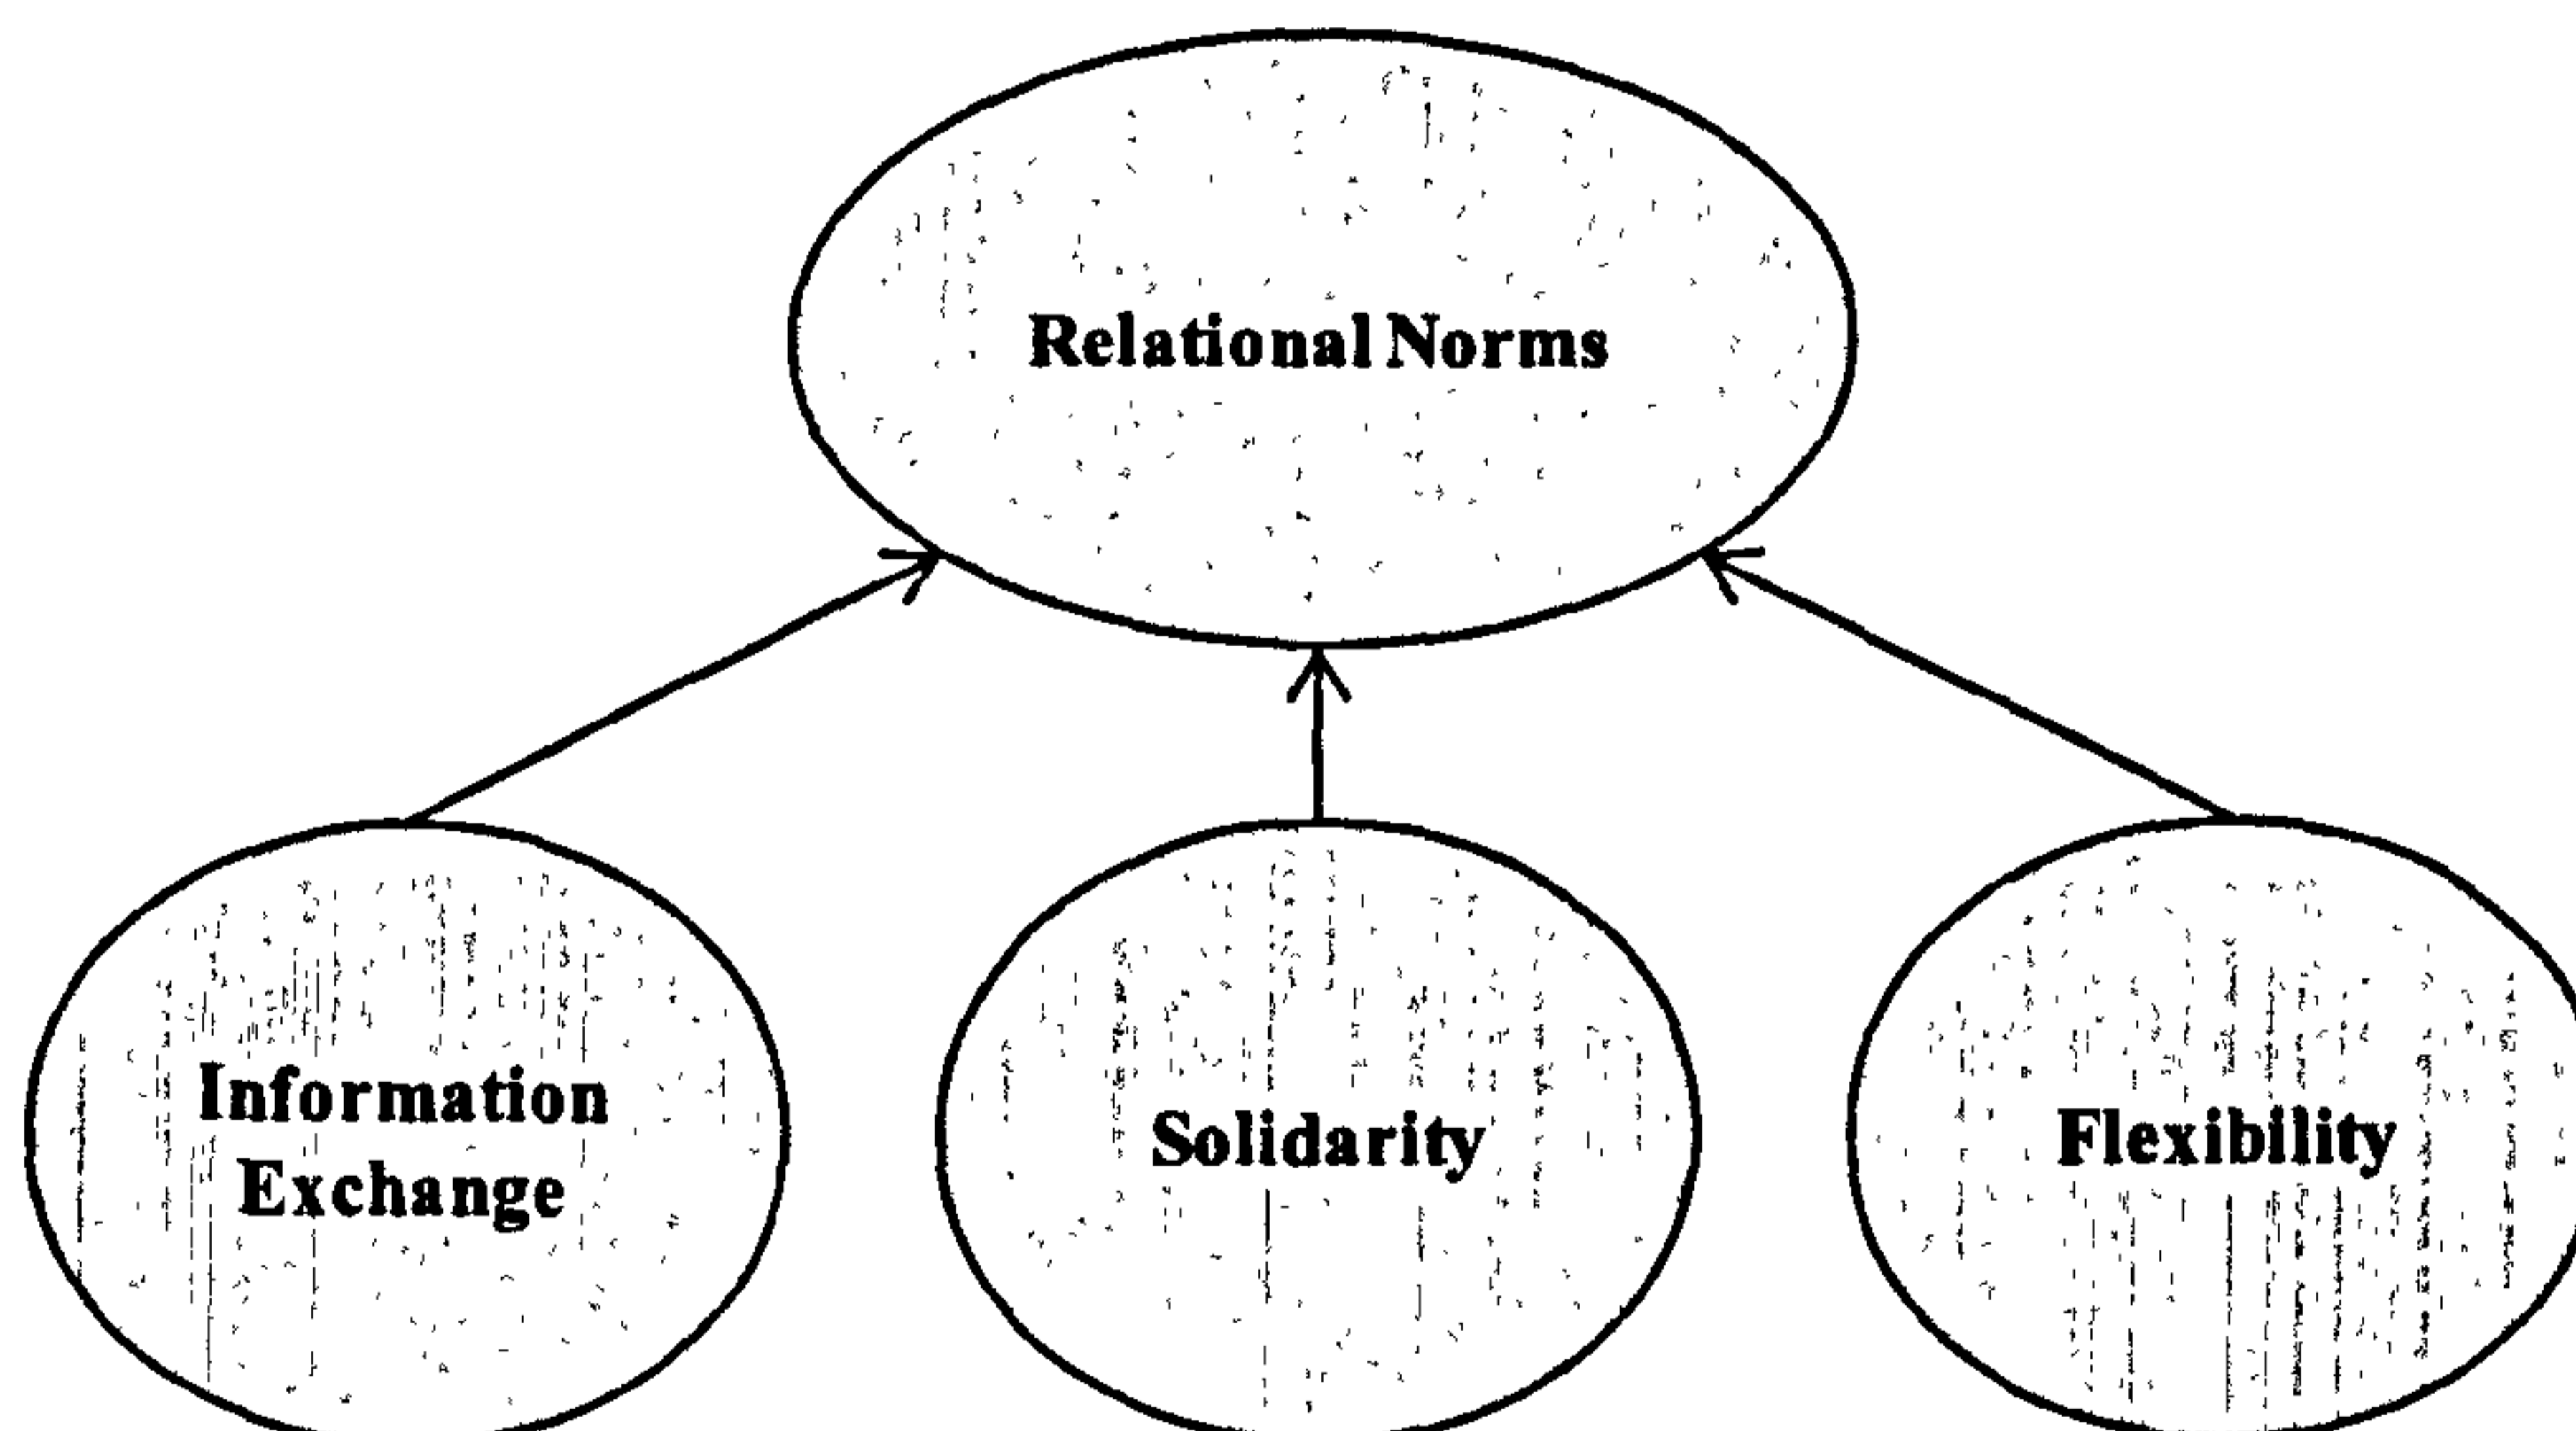 Relational Norms
Information
Exchange
Solidarity
Flexibility